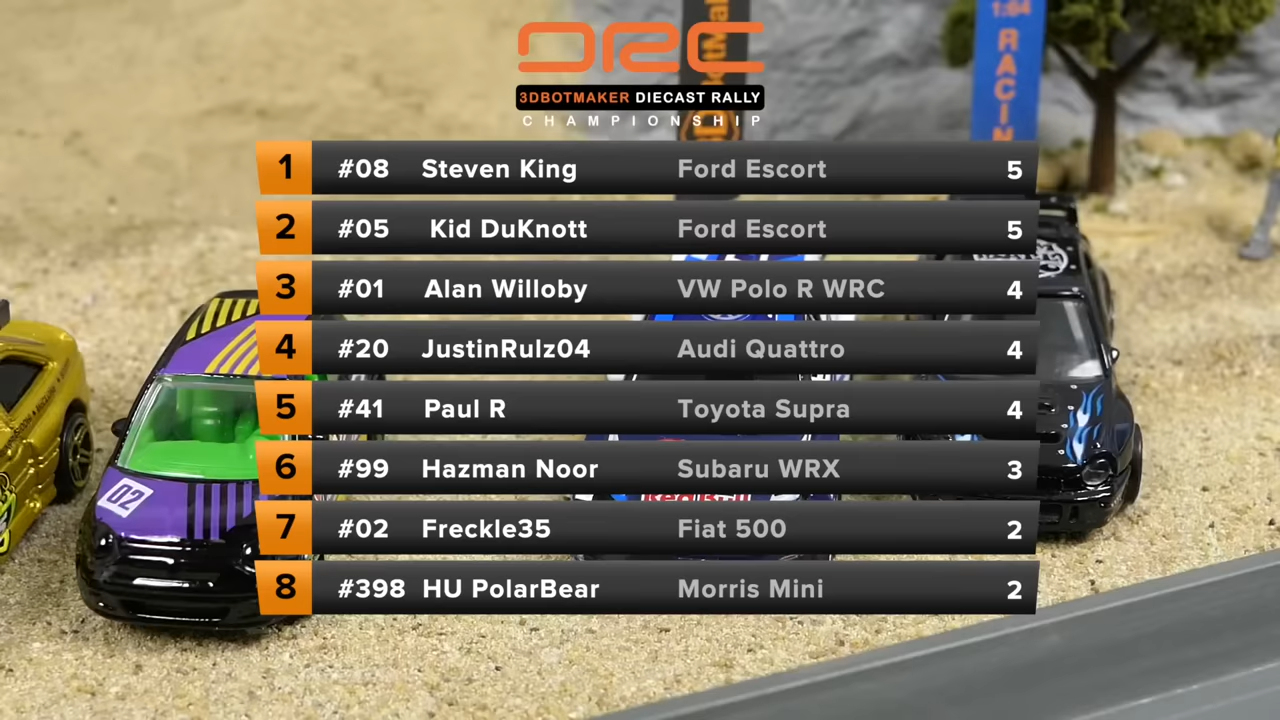 1:64
RACIN
DRC
3DBOTMAKER DIECAST RALLY
CHAMPIONSHIP
1 #08 Steven King Ford Escort 5
2 #05 Kid DuKnott Ford Escort 5
3 #01 Alan Willoby VW Polo R WRC 4
4 #20 JustinRulz04 Audi Quattro 4
5 #41 Paul R Toyota Supra 4
6 #99 Hazman Noor Subaru WRX 3
7 #02 Freckle35 Fiat 500 2
8 #398 HU PolarBear Morris Mini 2
02
Red Bull